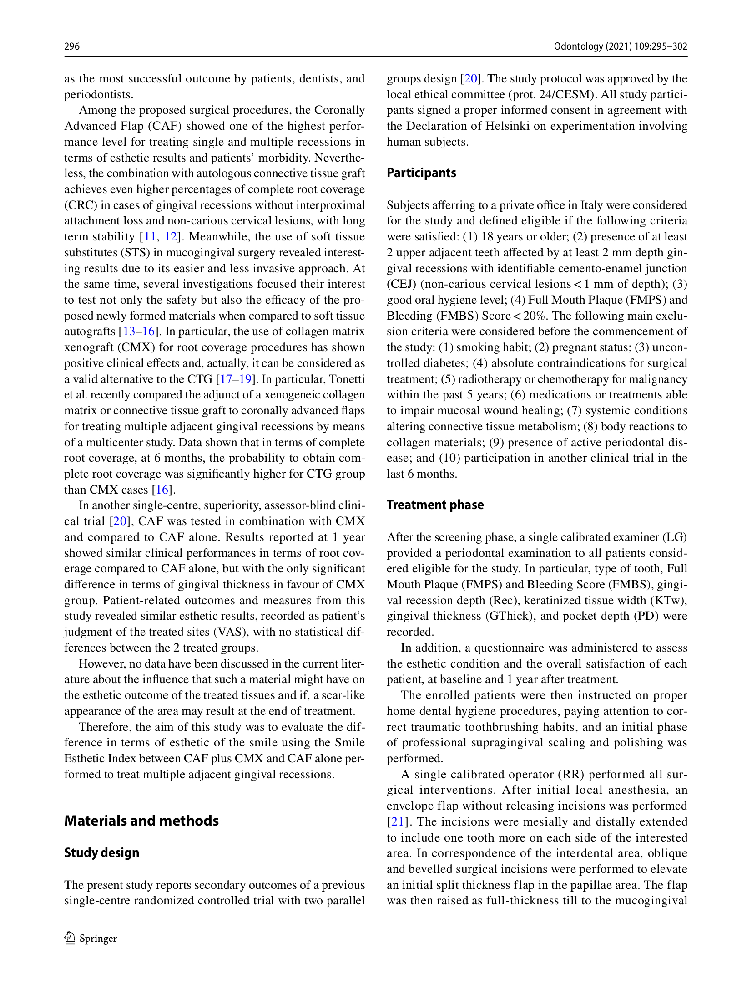 296
Odontology (2021) 109:295–302
as the most successful outcome by patients, dentists, and
periodontists.
Among the proposed surgical procedures, the Coronally
Advanced Flap (CAF) showed one of the highest perfor-
mance level for treating single and multiple recessions in
terms of esthetic results and patients’ morbidity. Neverthe-
less, the combination with autologous connective tissue graft
achieves even higher percentages of complete root coverage
(CRC) in cases of gingival recessions without interproximal
attachment loss and non-carious cervical lesions, with long
term stability [11, 12]. Meanwhile, the use of soft tissue
substitutes (STS) in mucogingival surgery revealed interest-
ing results due to its easier and less invasive approach. At
the same time, several investigations focused their interest
to test not only the safety but also the efficacy of the pro-
posed newly formed materials when compared to soft tissue
autografts [13–16]. In particular, the use of collagen matrix
xenograft (CMX) for root coverage procedures has shown
positive clinical effects and, actually, it can be considered as
a valid alternative to the CTG [17–19]. In particular, Tonetti
et al. recently compared the adjunct of a xenogeneic collagen
matrix or connective tissue graft to coronally advanced flaps
for treating multiple adjacent gingival recessions by means
of a multicenter study. Data shown that in terms of complete
root coverage, at 6 months, the probability to obtain com-
plete root coverage was significantly higher for CTG group
than CMX cases [16].
In another single-centre, superiority, assessor-blind clini-
cal trial [20], CAF was tested in combination with CMX
and compared to CAF alone. Results reported at 1 year
showed similar clinical performances in terms of root cov-
erage compared to CAF alone, but with the only significant
difference in terms of gingival thickness in favour of CMX
group. Patient-related outcomes and measures from this
study revealed similar esthetic results, recorded as patient’s
judgment of the treated sites (VAS), with no statistical dif-
ferences between the 2 treated groups.
However, no data have been discussed in the current liter-
ature about the influence that such a material might have on
the esthetic outcome of the treated tissues and if, a scar-like
appearance of the area may result at the end of treatment.
Therefore, the aim of this study was to evaluate the dif-
ference in terms of esthetic of the smile using the Smile
Esthetic Index between CAF plus CMX and CAF alone per-
formed to treat multiple adjacent gingival recessions.
Materials and methods
Study design
The present study reports secondary outcomes of a previous
single-centre randomized controlled trial with two parallel
groups design [20]. The study protocol was approved by the
local ethical committee (prot. 24/CESM). All study partici-
pants signed a proper informed consent in agreement with
the Declaration of Helsinki on experimentation involving
human subjects.
Participants
Subjects afferring to a private office in Italy were considered
for the study and defined eligible if the following criteria
were satisfied: (1) 18 years or older; (2) presence of at least
2 upper adjacent teeth affected by at least 2 mm depth gin-
gival recessions with identifiable cemento-enamel junction
(CEJ) (non-carious cervical lesions < 1 mm of depth); (3)
good oral hygiene level; (4) Full Mouth Plaque (FMPS) and
Bleeding (FMBS) Score < 20%. The following main exclu-
sion criteria were considered before the commencement of
the study: (1) smoking habit; (2) pregnant status; (3) uncon-
trolled diabetes; (4) absolute contraindications for surgical
treatment; (5) radiotherapy or chemotherapy for malignancy
within the past 5 years; (6) medications or treatments able
to impair mucosal wound healing; (7) systemic conditions
altering connective tissue metabolism; (8) body reactions to
collagen materials; (9) presence of active periodontal dis-
ease; and (10) participation in another clinical trial in the
last 6 months.
Treatment phase
After the screening phase, a single calibrated examiner (LG)
provided a periodontal examination to all patients consid-
ered eligible for the study. In particular, type of tooth, Full
Mouth Plaque (FMPS) and Bleeding Score (FMBS), gingi-
val recession depth (Rec), keratinized tissue width (KTw),
gingival thickness (GThick), and pocket depth (PD) were
recorded.
In addition, a questionnaire was administered to assess
the esthetic condition and the overall satisfaction of each
patient, at baseline and 1 year after treatment.
The enrolled patients were then instructed on proper
home dental hygiene procedures, paying attention to cor-
rect traumatic toothbrushing habits, and an initial phase
of professional supragingival scaling and polishing was
performed.
A single calibrated operator (RR) performed all sur-
gical interventions. After initial local anesthesia, an
envelope flap without releasing incisions was performed
[21]. The incisions were mesially and distally extended
to include one tooth more on each side of the interested
area. In correspondence of the interdental area, oblique
and bevelled surgical incisions were performed to elevate
an initial split thickness flap in the papillae area. The flap
was then raised as full-thickness till to the mucogingival
Springer